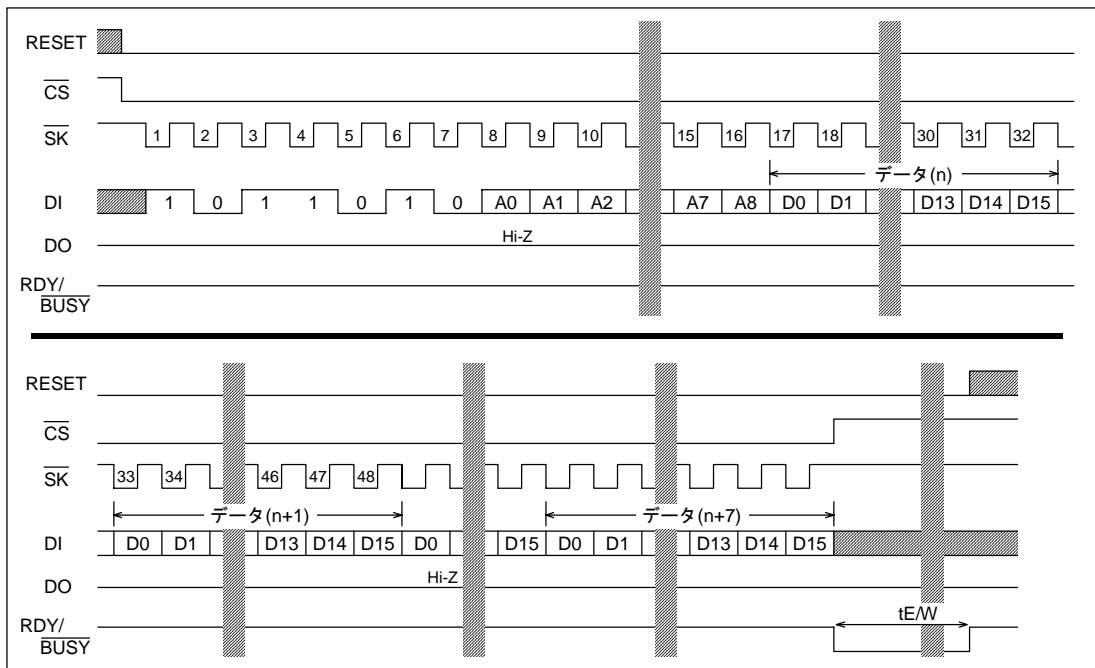 RESET
CS
SK 1 2 3 4 5 6 7 8 9 10 15 16 17 18 30 31 32
データ(n)
DI 1 0 1 1 0 1 0 A0 A1 A2 A7 A8 D0 D1 D13 D14 D15
Hi-Z
DO
RDY/
BUSY
RESET
CS
SK 33 34 46 47 48
データ(n+1) データ(n+7)
DI D0 D1 D13 D14 D15 D0 D15 D0 D1 D13 D14 D15
Hi-Z
DO
tE/W
RDY/
BUSY